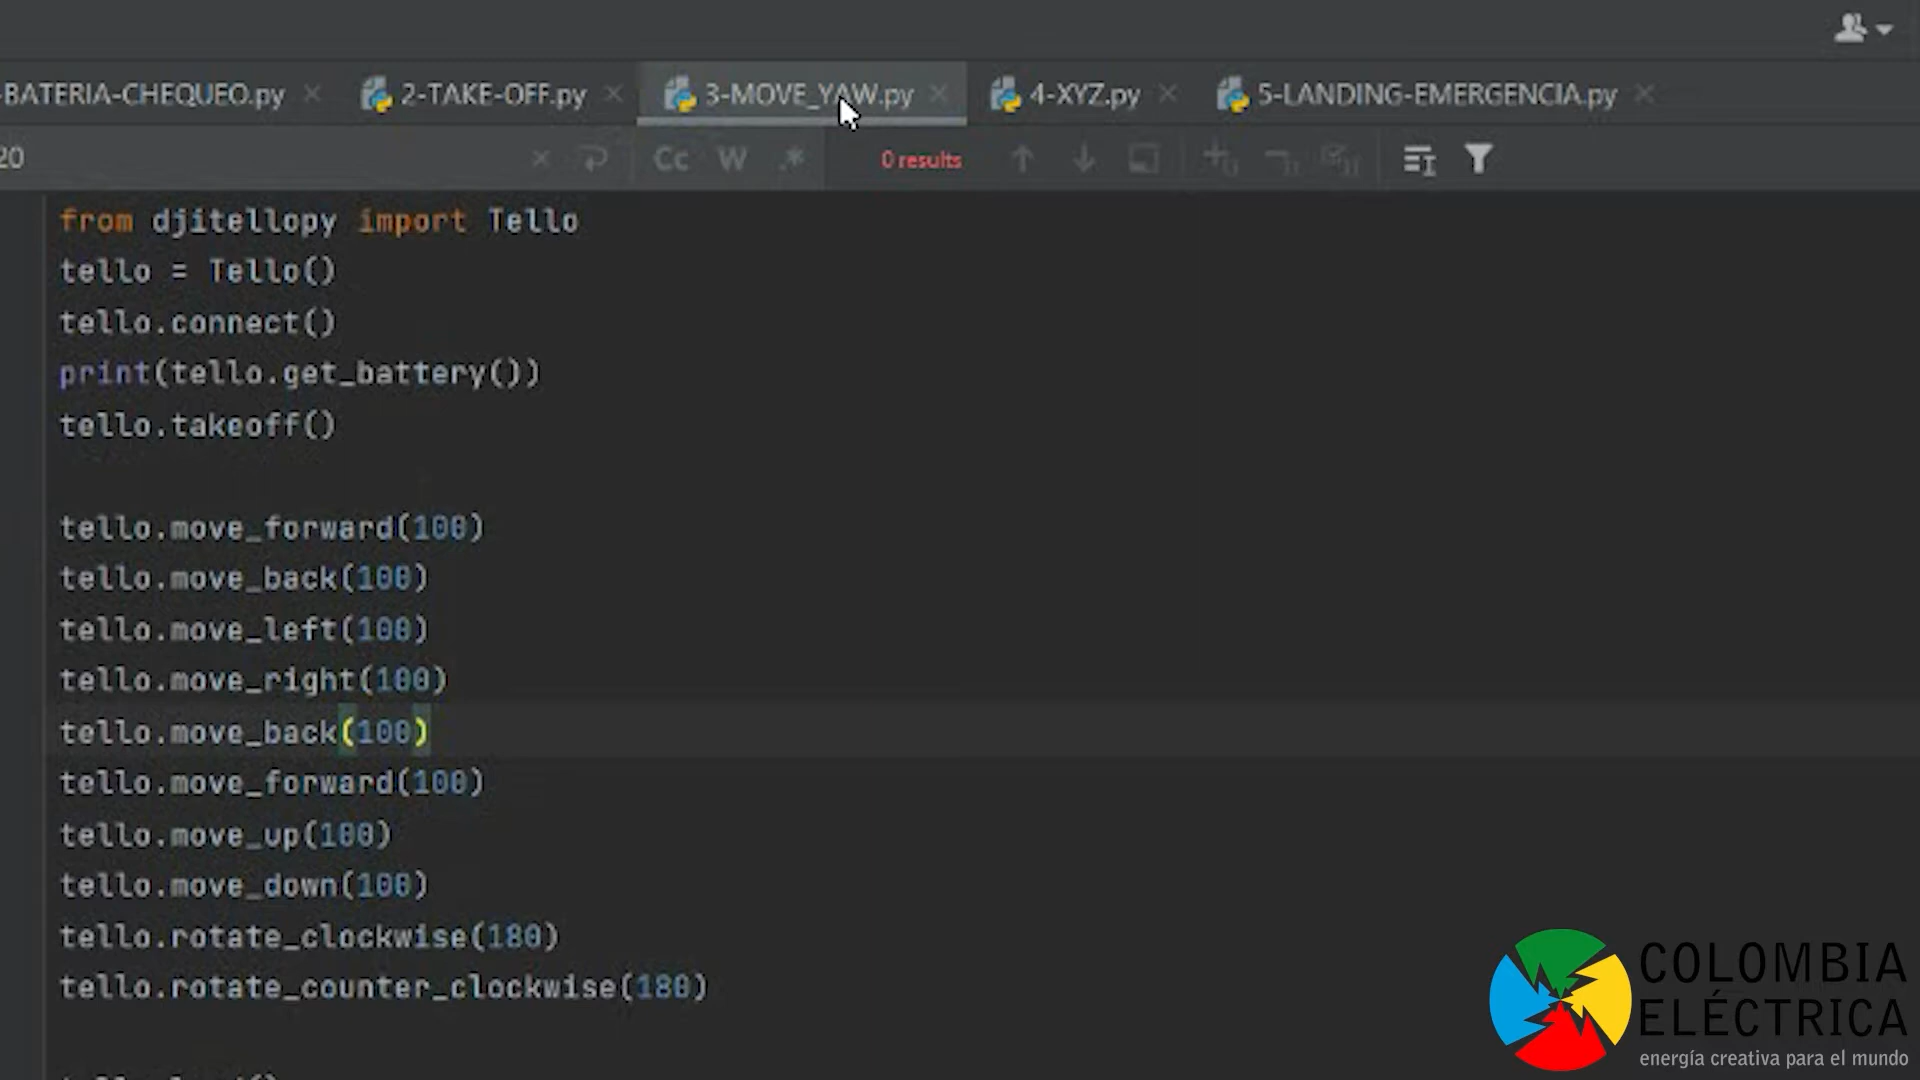 -BATERIA-CHEQUEO.py
2-TAKE-OFF.py
3-MOVE_YAW.py
4-XYZ.py
5-LANDING-EMERGENCIA.py
20
Cc
W
.*
0 results
from djitellopy import Tello
tello = Tello()
tello.connect()
print(tello.get_battery())
tello.takeoff()
tello.move_forward(100)
tello.move_back(100)
tello.move_left(100)
tello.move_right(100)
tello.move_back(100)
tello.move_forward(100)
tello.move_up(100)
tello.move_down(100)
tello.rotate_clockwise(180)
tello.rotate_counter_clockwise(180)
COLOMBIA
ELÉCTRICA
energía creativa para el mundo